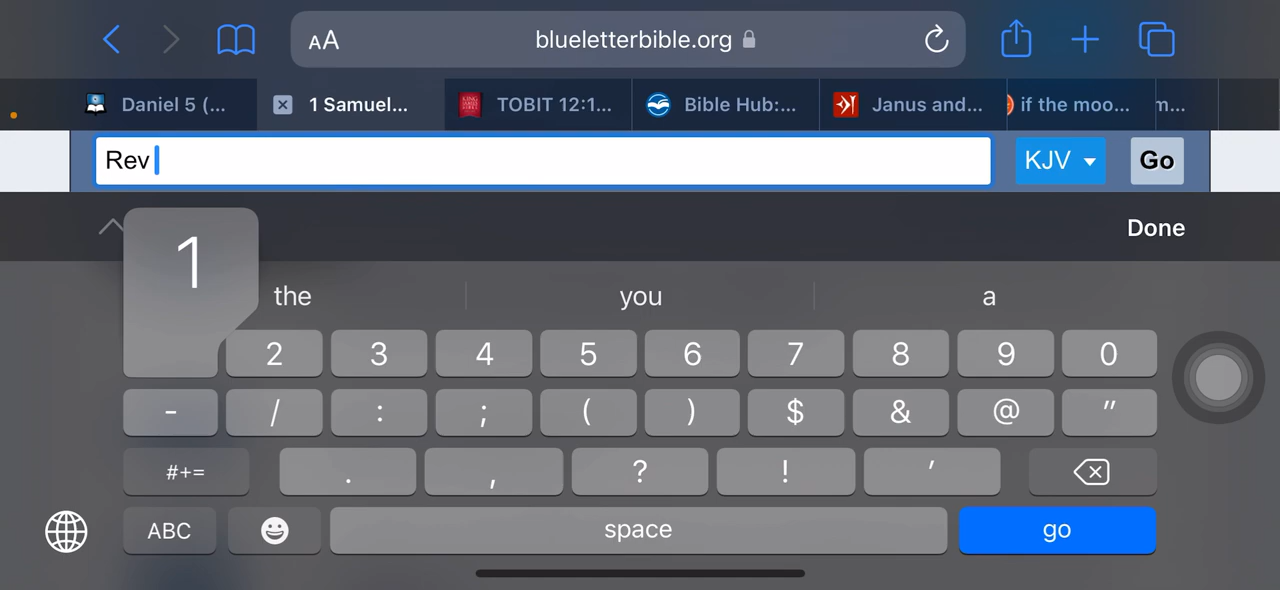 AA blueletterbible.org
Daniel 5 (... 1 Samuel... TOBIT 12:1... Bible Hub:... Janus and... if the moo... m...
Rev KJV Go
Done
1
the you a
2 3 4 5 6 7 8 9 0
- / : ; ( ) $ & @ "
#+= . , ? ! '
ABC space go